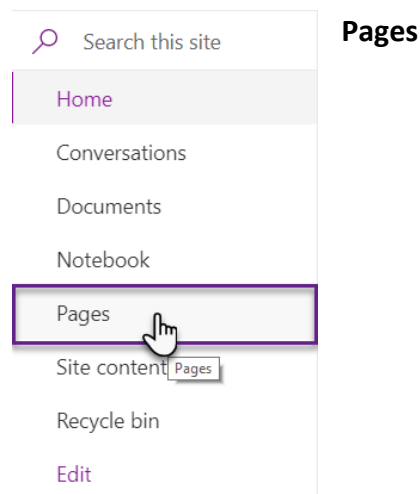 Search this site
Pages
Home
Conversations
Documents
Notebook
Pages
Site content
Pages
Recycle bin
Edit